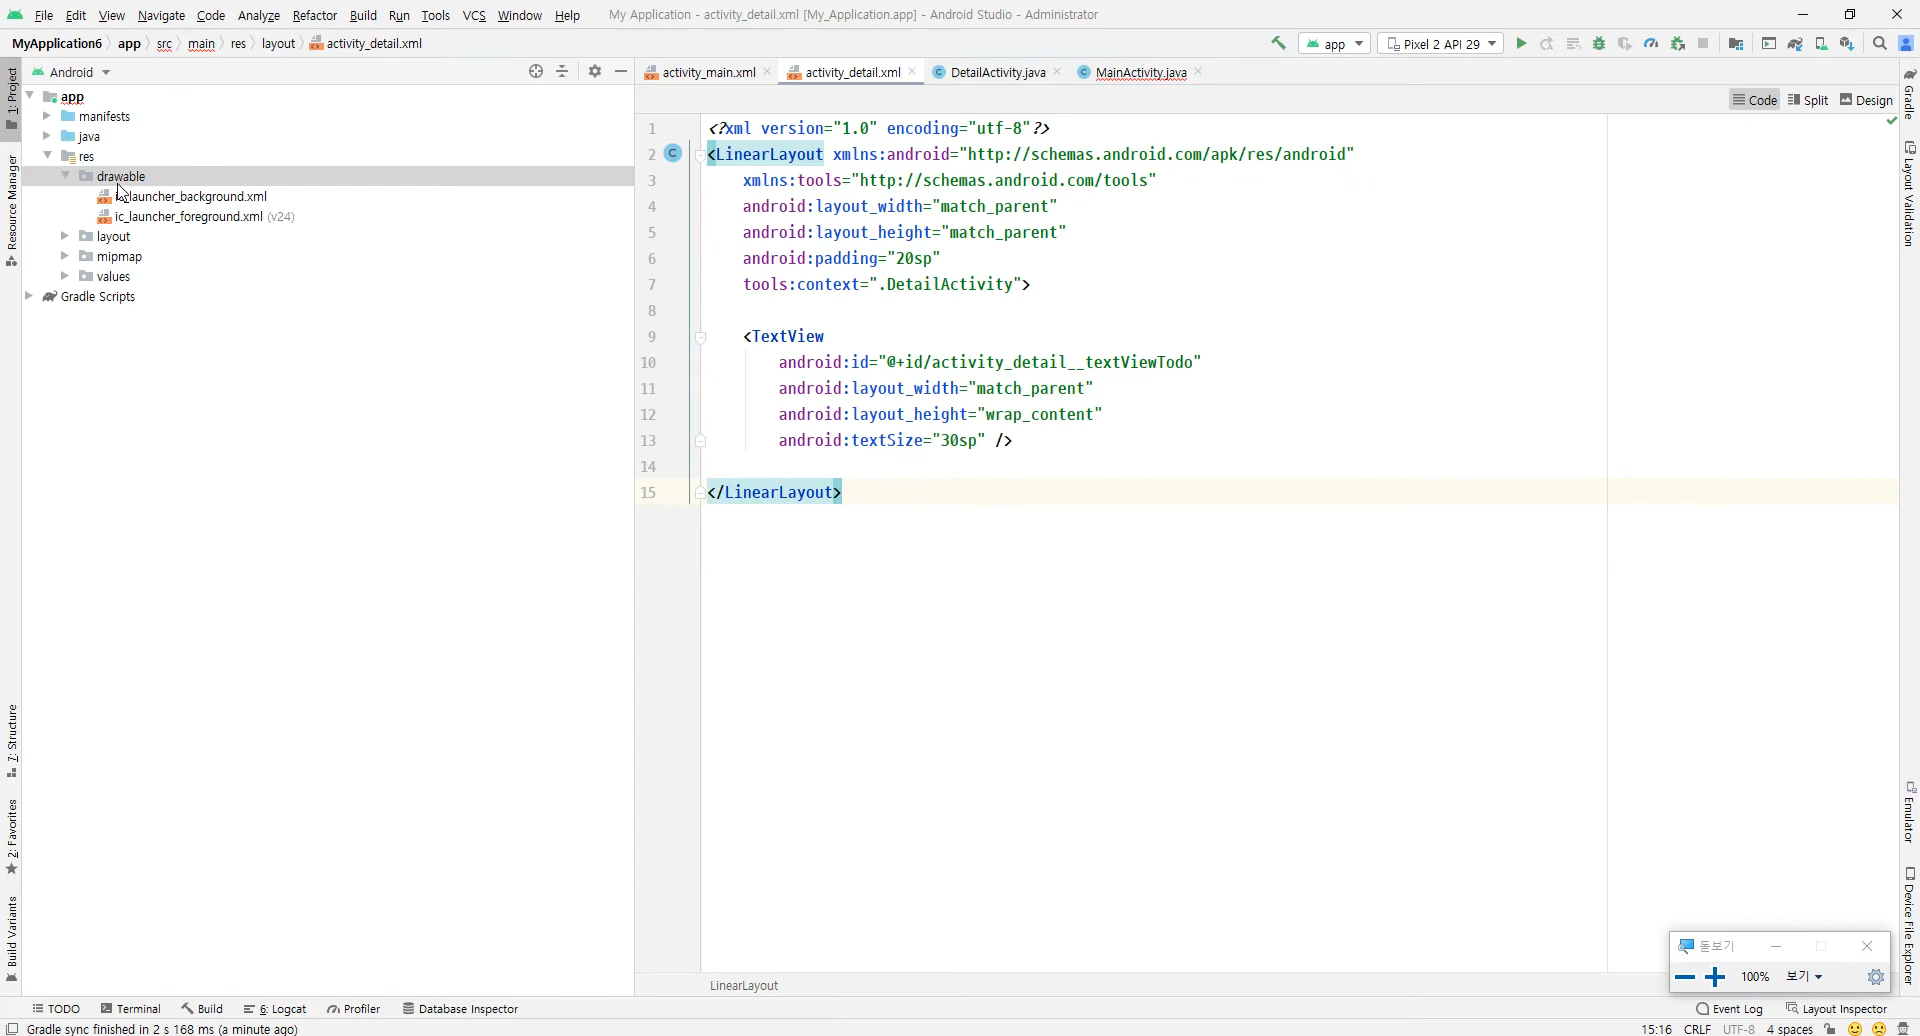 File Edit View Navigate Code Analyze Refactor Build Run Tools VCS Window Help My Application - activity_detail.xml [My_Application.app] - Android Studio - Administrator
MyApplication6 app src main res layout activity_detail.xml app Pixel 2 API 29
Android
activity_main.xml activity_detail.xml DetailActivity.java MainActivity.java
Code Split Design
1: Project
Resource Manager
7: Structure
2: Favorites
Build Variants
app
manifests
java
res
drawable
ic_launcher_background.xml
ic_launcher_foreground.xml (v24)
layout
mipmap
values
Gradle Scripts
1 <?xml version="1.0" encoding="utf-8"?>
2 <LinearLayout xmlns:android="http://schemas.android.com/apk/res/android"
3 xmlns:tools="http://schemas.android.com/tools"
4 android:layout_width="match_parent"
5 android:layout_height="match_parent"
6 android:padding="20sp"
7 tools:context=".DetailActivity">
8
9 <TextView
10 android:id="@+id/activity_detail__textViewTodo"
11 android:layout_width="match_parent"
12 android:layout_height="wrap_content"
13 android:textSize="30sp" />
14
15 </LinearLayout>
Gradle
Layout Validation
Emulator
Device File Explorer
돋보기
100% 보기
LinearLayout
TODO Terminal Build 6: Logcat Profiler Database Inspector Event Log Layout Inspector
Gradle sync finished in 2 s 168 ms (a minute ago) 15:16 CRLF UTF-8 4 spaces